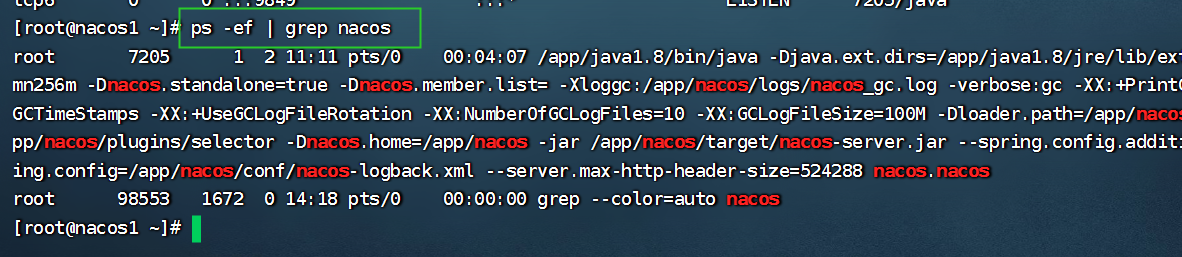 tcp6 0 0 :::9849 LISTEN 7205/java
[root@nacos1 ~]# ps -ef | grep nacos
root 7205 1 2 11:11 pts/0 00:04:07 /app/java1.8/bin/java -Djava.ext.dirs=/app/java1.8/jre/lib/ext
mn256m -Dnacos.standalone=true -Dnacos.member.list= -Xloggc:/app/nacos/logs/nacos_gc.log -verbose:gc -XX:+PrintG
GCTimeStamps -XX:+UseGCLogFileRotation -XX:NumberOfGCLogFiles=10 -XX:GCLogFileSize=100M -Dloader.path=/app/nacos
pp/nacos/plugins/selector -Dnacos.home=/app/nacos -jar /app/nacos/target/nacos-server.jar --spring.config.additi
ing.config=/app/nacos/conf/nacos-logback.xml --server.max-http-header-size=524288 nacos.nacos
root 98553 1672 0 14:18 pts/0 00:00:00 grep --color=auto nacos
[root@nacos1 ~]#